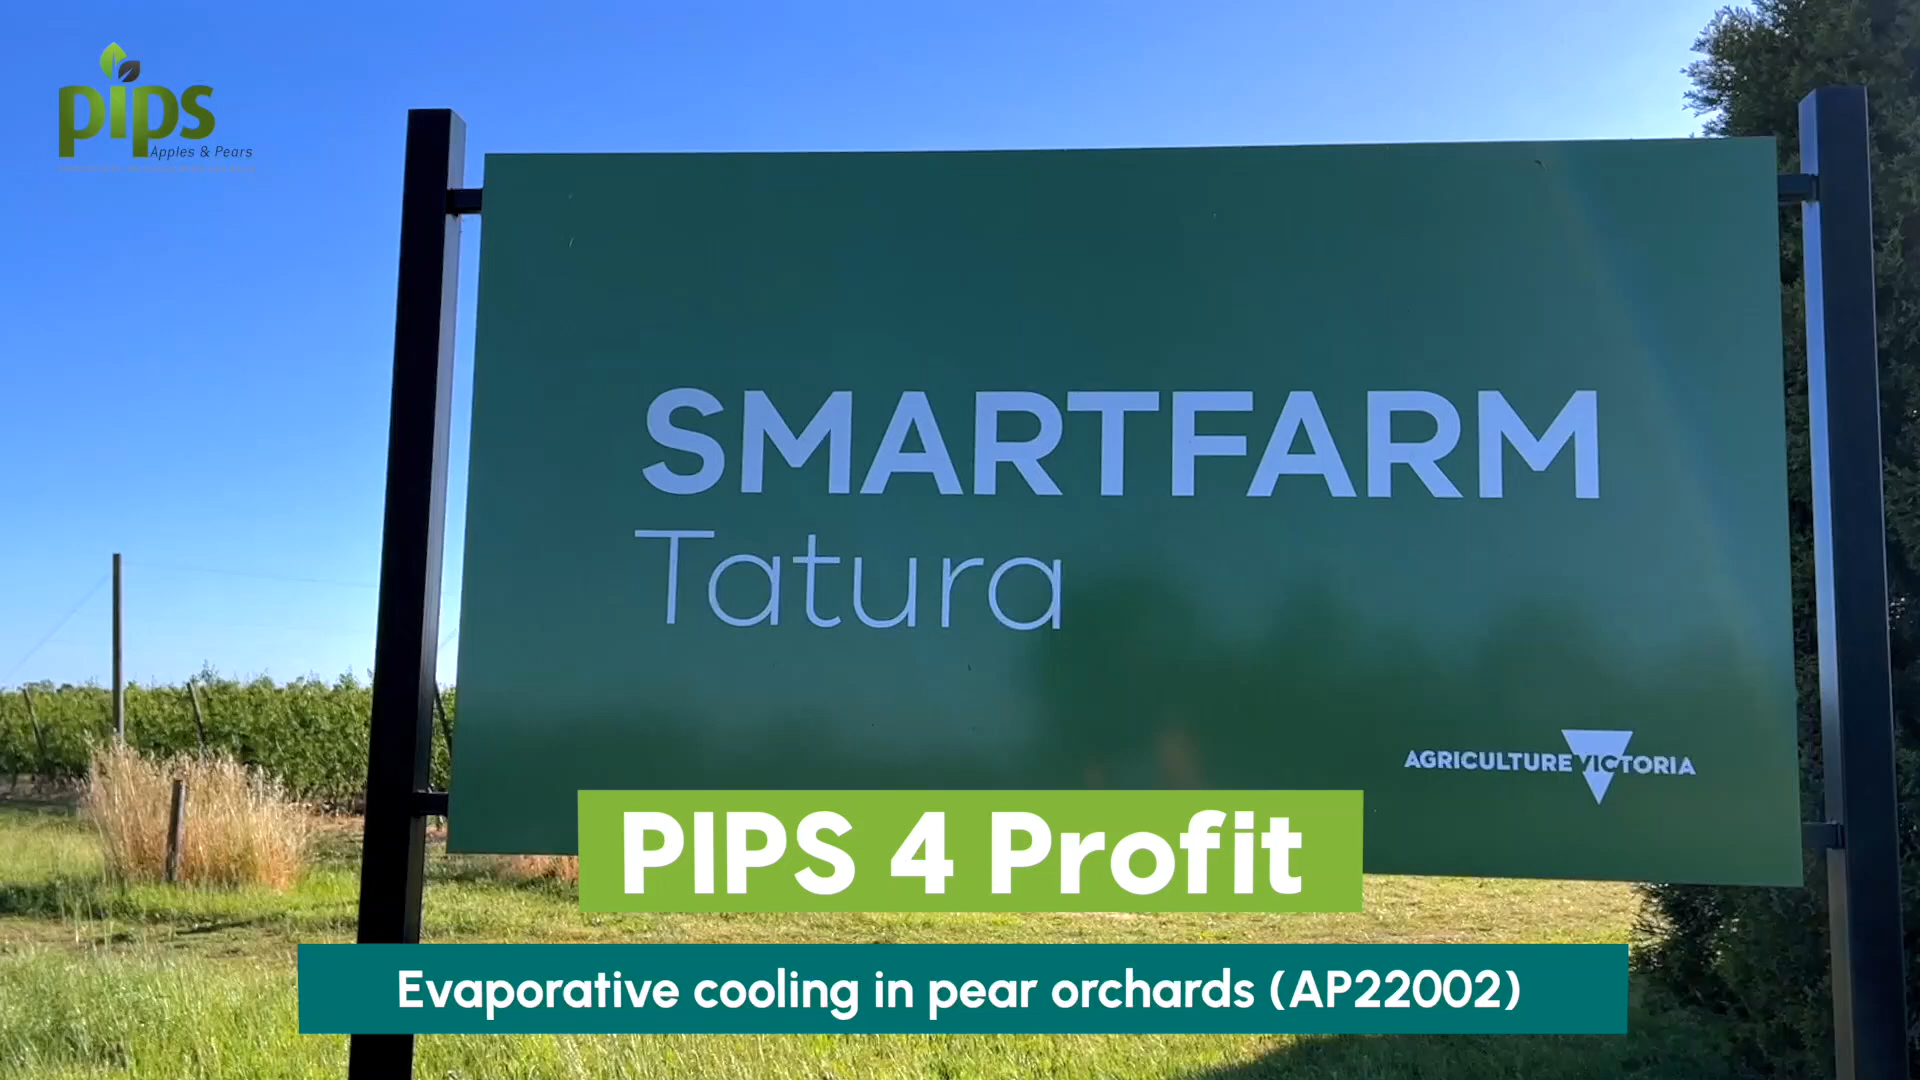 pips
Apples & Pears
SMARTFARM
Tatura
AGRICULTURE VICTORIA
PIPS 4 Profit
Evaporative cooling in pear orchards (AP22002)